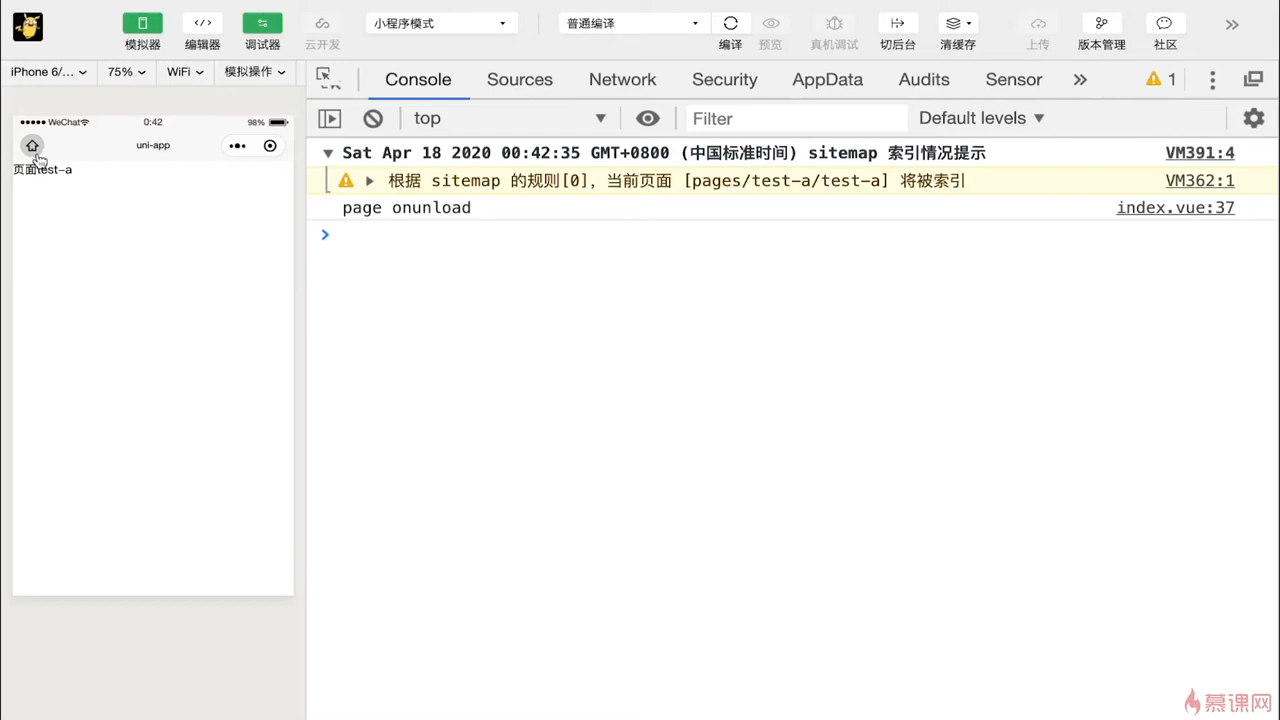 小程序模式
普通编译
模拟器
编辑器
调试器
云开发
编译
预览
真机调试
切后台
清缓存
上传
版本管理
社区
iPhone 6/...
75%
WiFi
模拟操作
Console
Sources
Network
Security
AppData
Audits
Sensor
1
top
Filter
Default levels
WeChat
0:42
98%
uni-app
页面test-a
Sat Apr 18 2020 00:42:35 GMT+0800 (中国标准时间) sitemap 索引情况提示
VM391:4
根据 sitemap 的规则[0]，当前页面 [pages/test-a/test-a] 将被索引
VM362:1
page onunload
index.vue:37
慕课网